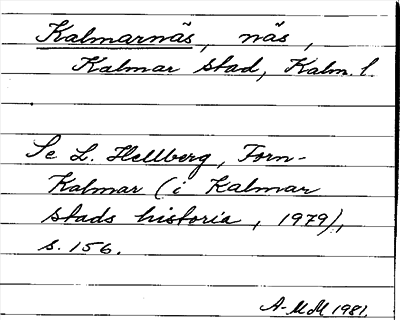 Kalmarnäs, näs,
Kalmar stad, Kalm. l.
Se L. Hellberg, Forn-
Kalmar (i Kalmar
stads historia, 1979),
s. 156.
A-MM 1981.